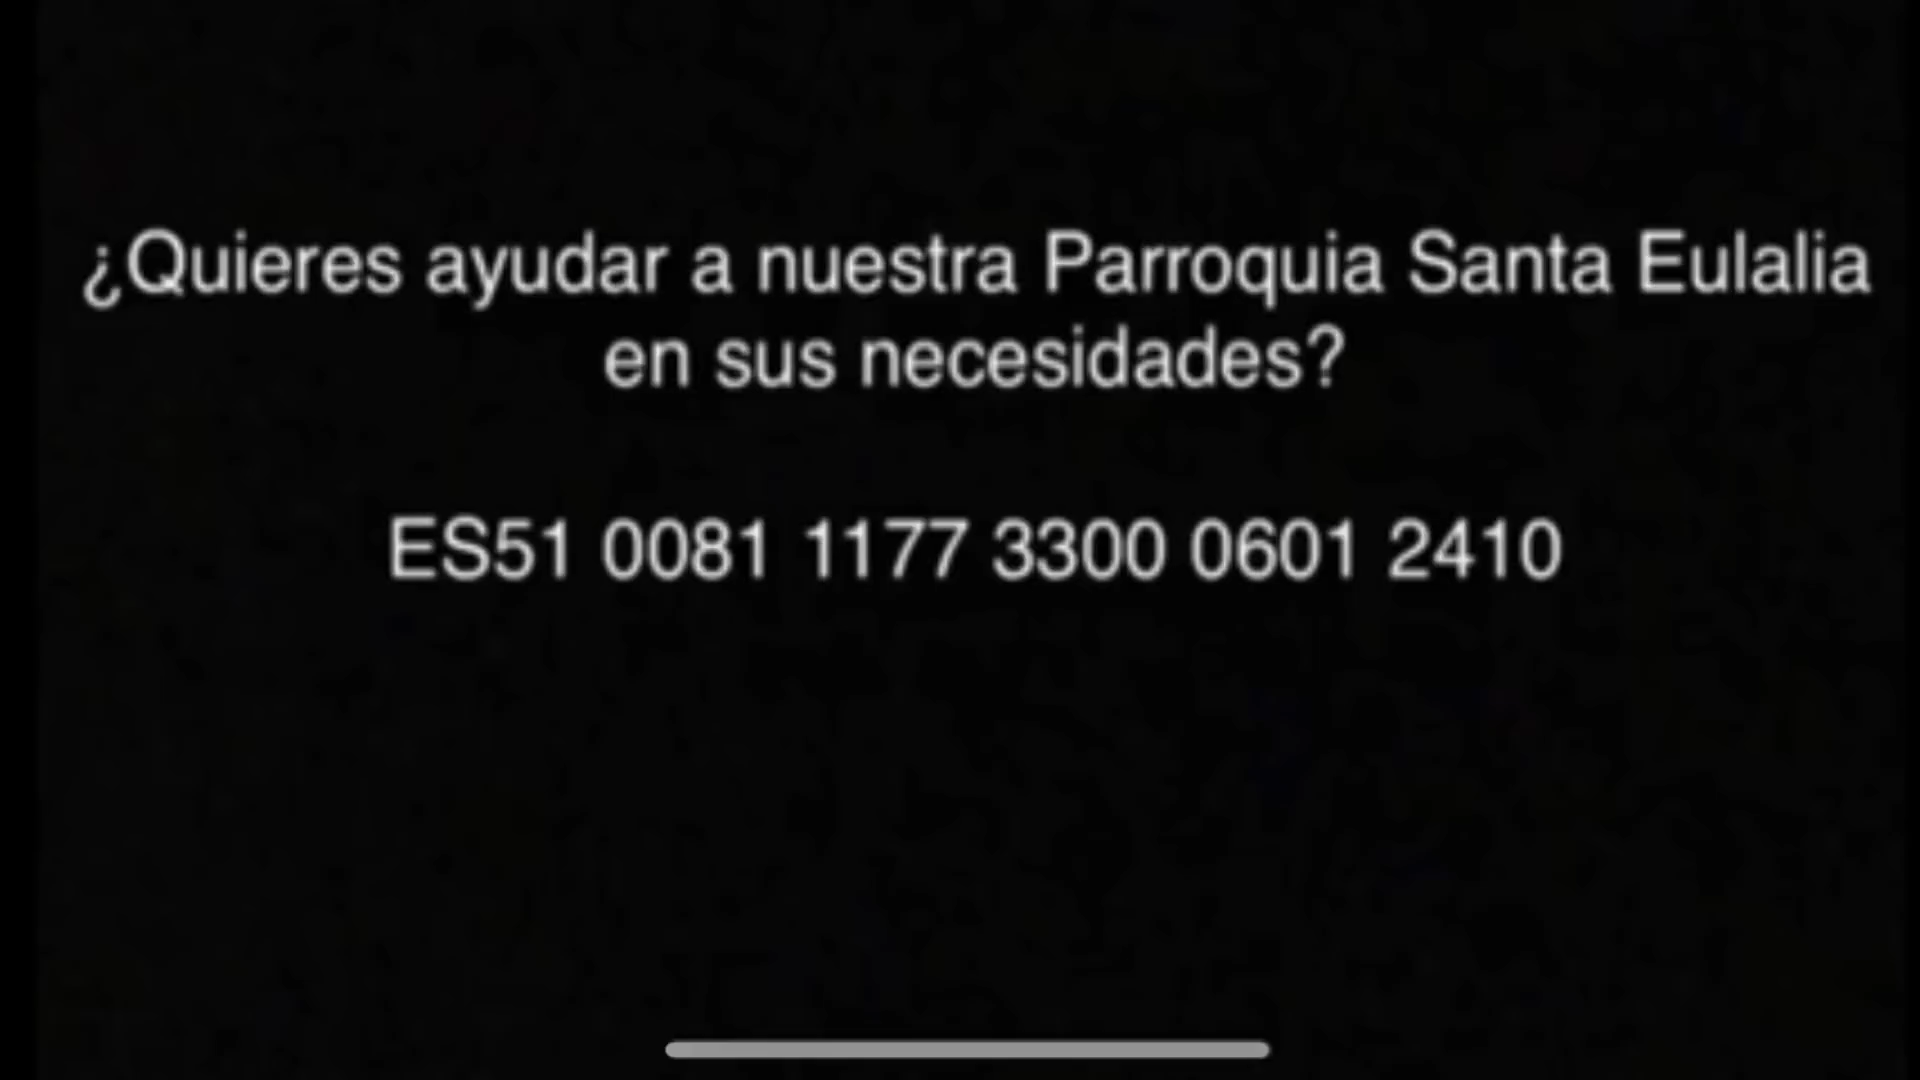 ¿Quieres ayudar a nuestra Parroquia Santa Eulalia
en sus necesidades?
ES51 0081 1177 3300 0601 2410